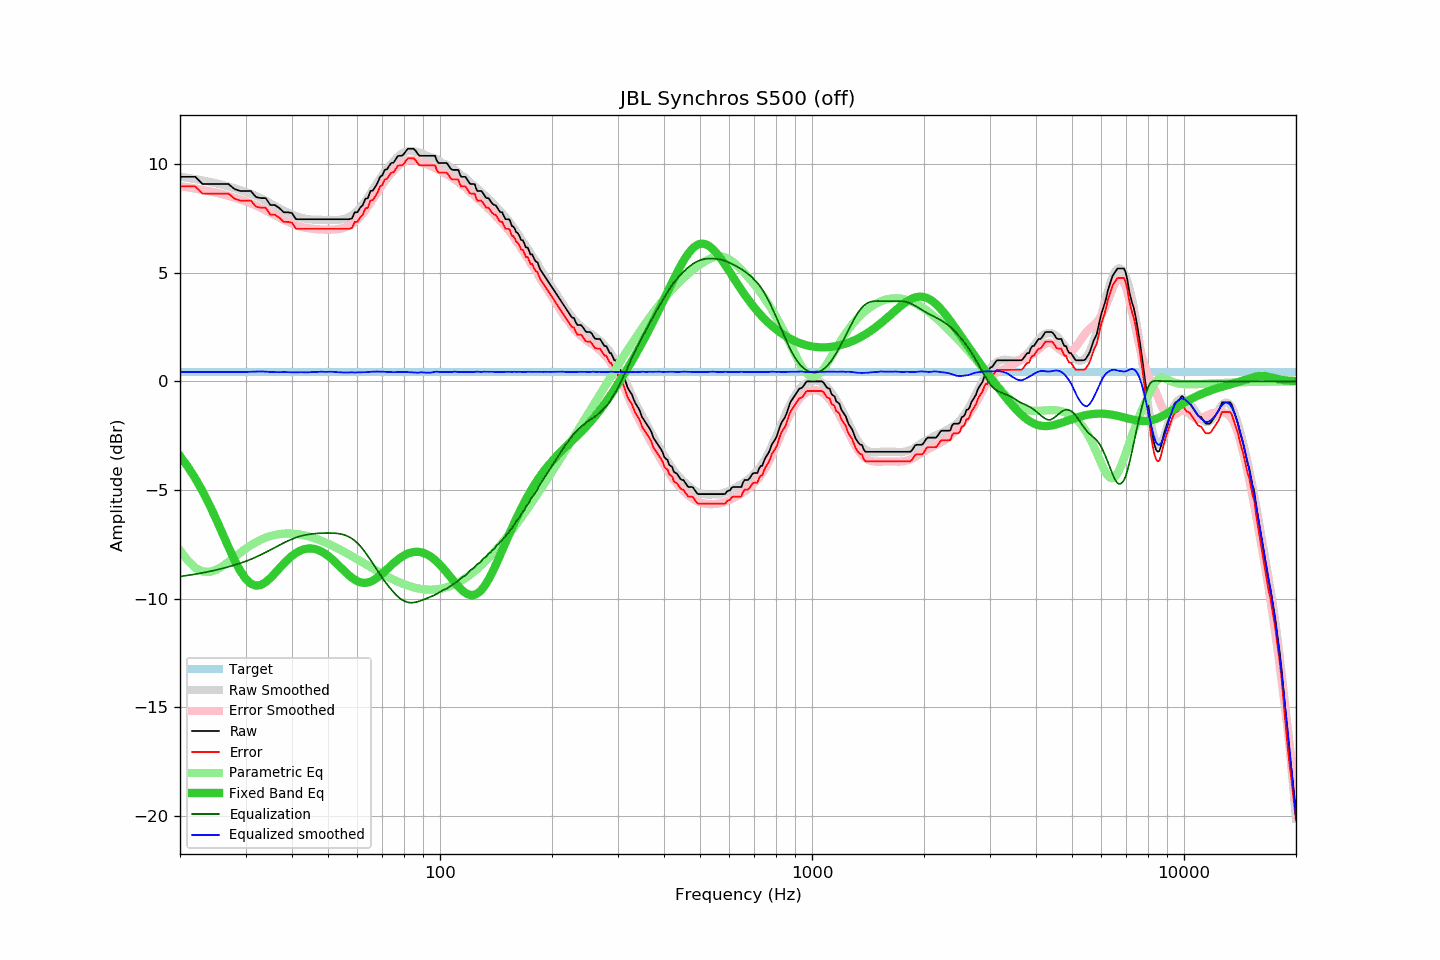 JBL Synchros S500 (off)
10
5
0
−5
−10
−15
−20
Amplitude (dBr)
Target
Raw Smoothed
Error Smoothed
Raw
Error
Parametric Eq
Fixed Band Eq
Equalization
Equalized smoothed
100 1000 10000
Frequency (Hz)